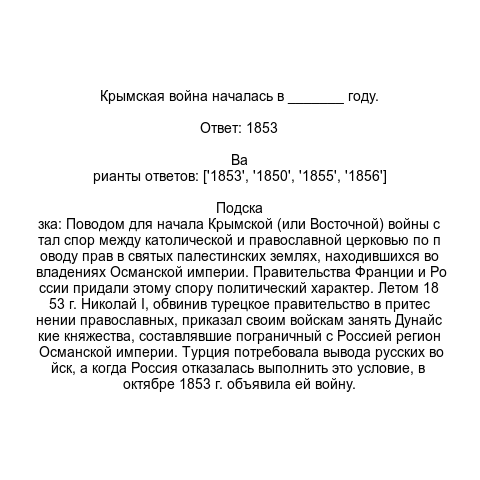 Крымская война началась в _______ году.
Ответ: 1853
Ва
рианты ответов: ['1853', '1850', '1855', '1856']
Подска
зка: Поводом для начала Крымской (или Восточной) войны с
тал спор между католической и православной церковью по п
оводу прав в святых палестинских землях, находившихся во
владениях Османской империи. Правительства Франции и Ро
ссии придали этому спору политический характер. Летом 18
53 г. Николай I, обвинив турецкое правительство в притес
нении православных, приказал своим войскам занять Дунайс
кие княжества, составлявшие пограничный с Россией регион
Османской империи. Турция потребовала вывода русских во
йск, а когда Россия отказалась выполнить это условие, в
октябре 1853 г. объявила ей войну.